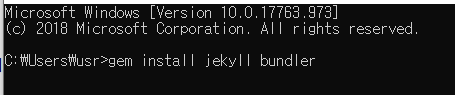 Microsoft Windows [Version 10.0.17763.973]
(c) 2018 Microsoft Corporation. All rights reserved.
C:₩Users₩usr>gem install jekyll bundler